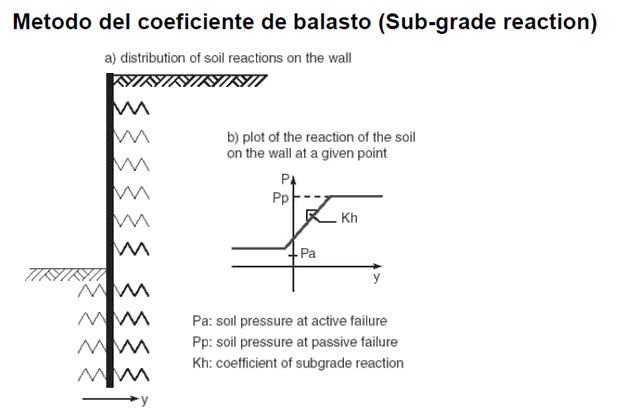 Metodo del coeficiente de balasto (Sub-grade reaction)
a) distribution of soil reactions on the wall
b) plot of the reaction of the soil
on the wall at a given point
P
Pp
Kh
Pa
y
Pa: soil pressure at active failure
Pp: soil pressure at passive failure
Kh: coefficient of subgrade reaction
y